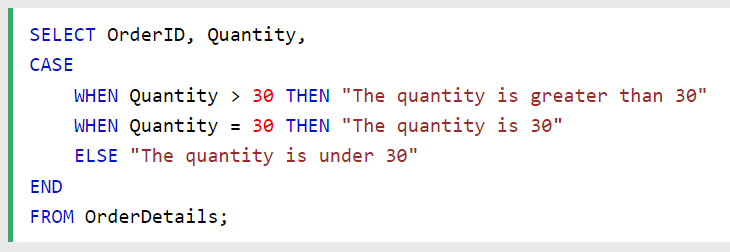 SELECT OrderID, Quantity,
CASE
    WHEN Quantity > 30 THEN "The quantity is greater than 30"
    WHEN Quantity = 30 THEN "The quantity is 30"
    ELSE "The quantity is under 30"
END
FROM OrderDetails;